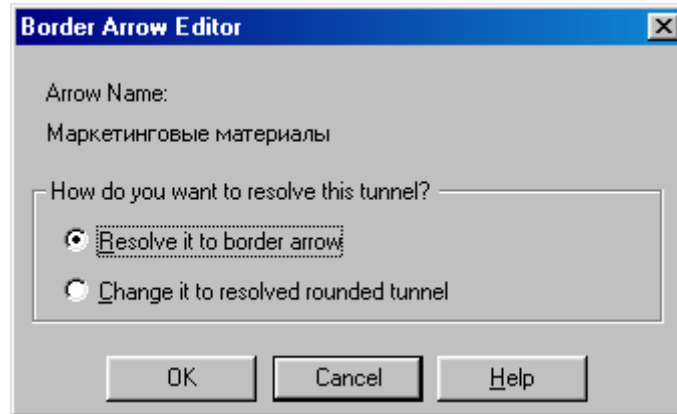 Border Arrow Editor
Arrow Name:
Маркетинговые материалы
How do you want to resolve this tunnel?
Resolve it to border arrow
Change it to resolved rounded tunnel
OK Cancel Help